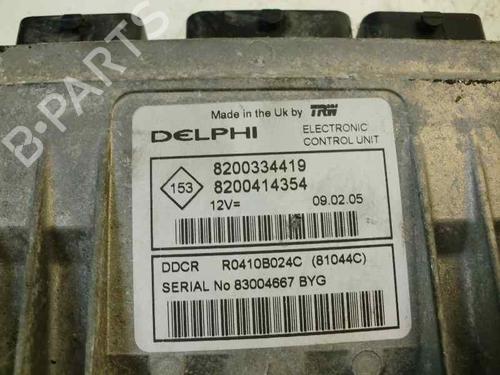 Made in the Uk by TRW
DELPHI
ELECTRONIC
CONTROL UNIT
153
8200334419
8200414354
12V=
09.02.05
DDCR R0410B024C (81044C)
SERIAL No 83004667 BYG
B-PARTS